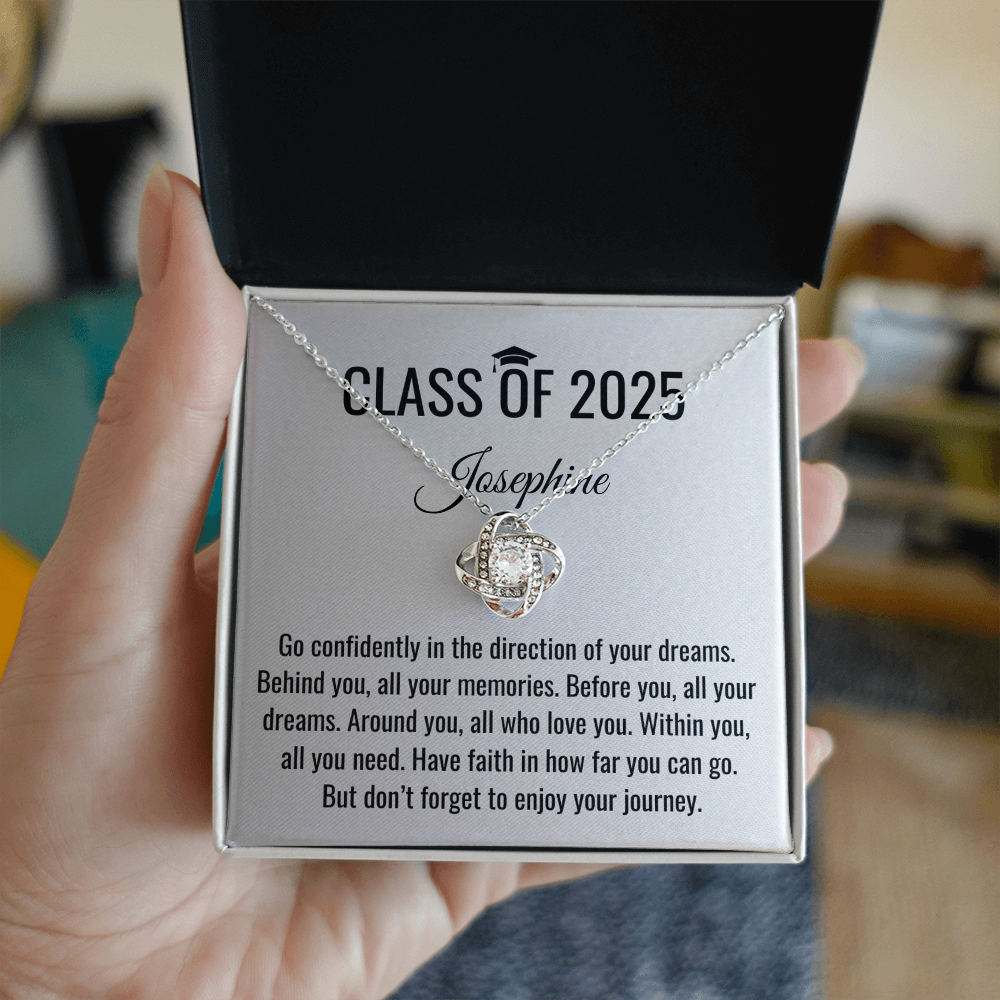 CLASS OF 2025
Josephine
Go confidently in the direction of your dreams.
Behind you, all your memories. Before you, all your
dreams. Around you, all who love you. Within you,
all you need. Have faith in how far you can go.
But don’t forget to enjoy your journey.